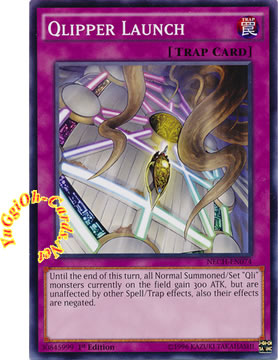 Qlipper Launch
TRAP
罠
[Trap Card]
YuGiOh-Cards.Net
NECH-EN074
Until the end of this turn, all Normal Summoned/Set "Qli"
monsters currently on the field gain 300 ATK, but are
unaffected by other Spell/Trap effects, also their effects
are negated.
1st Edition
©1996 KAZUKI TAKAHASHI